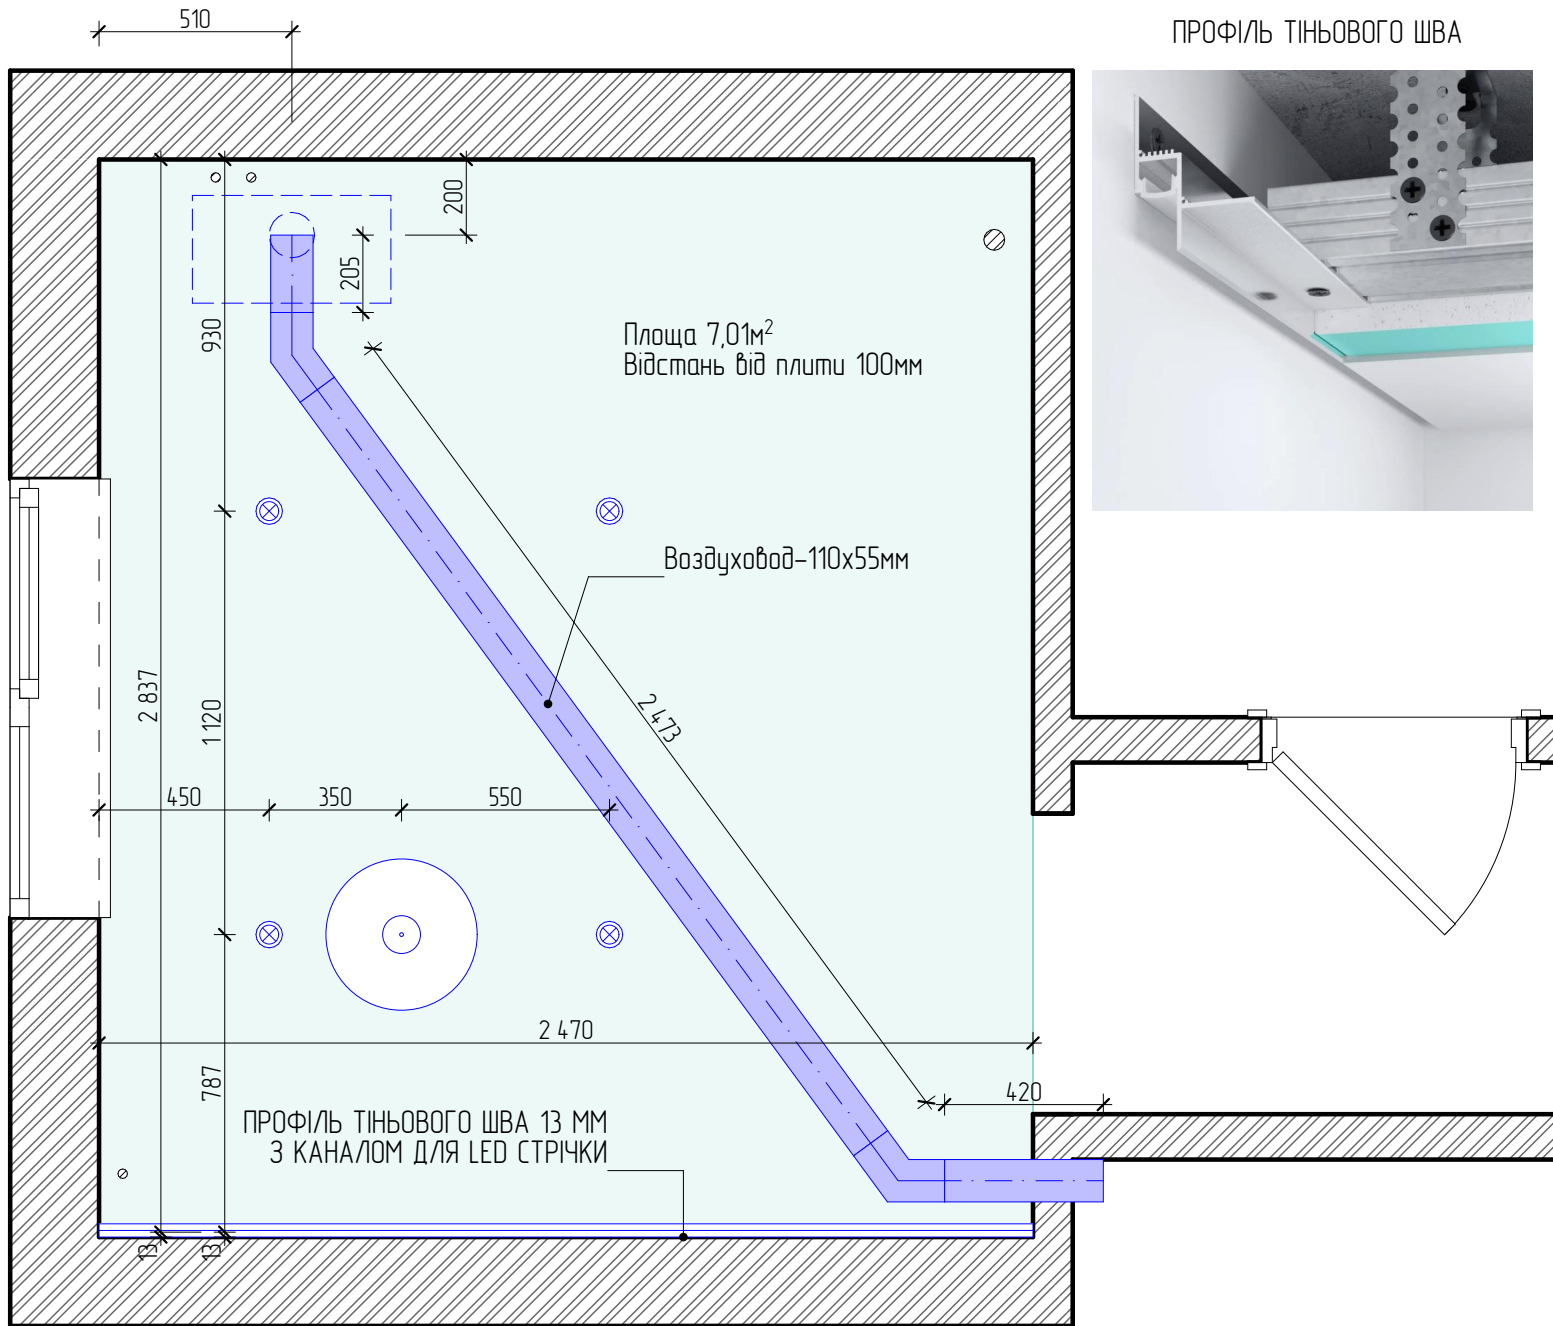 510
ПРОФІЛЬ ТІНЬОВОГО ШВА
200
205
930
Площа 7,01м²
Відстань від плити 100мм
Воздуховод-110х55мм
2 837
1 120
2 473
450
350
550
2 470
787
420
ПРОФІЛЬ ТІНЬОВОГО ШВА 13 ММ
З КАНАЛОМ ДЛЯ LED СТРІЧКИ
13
13